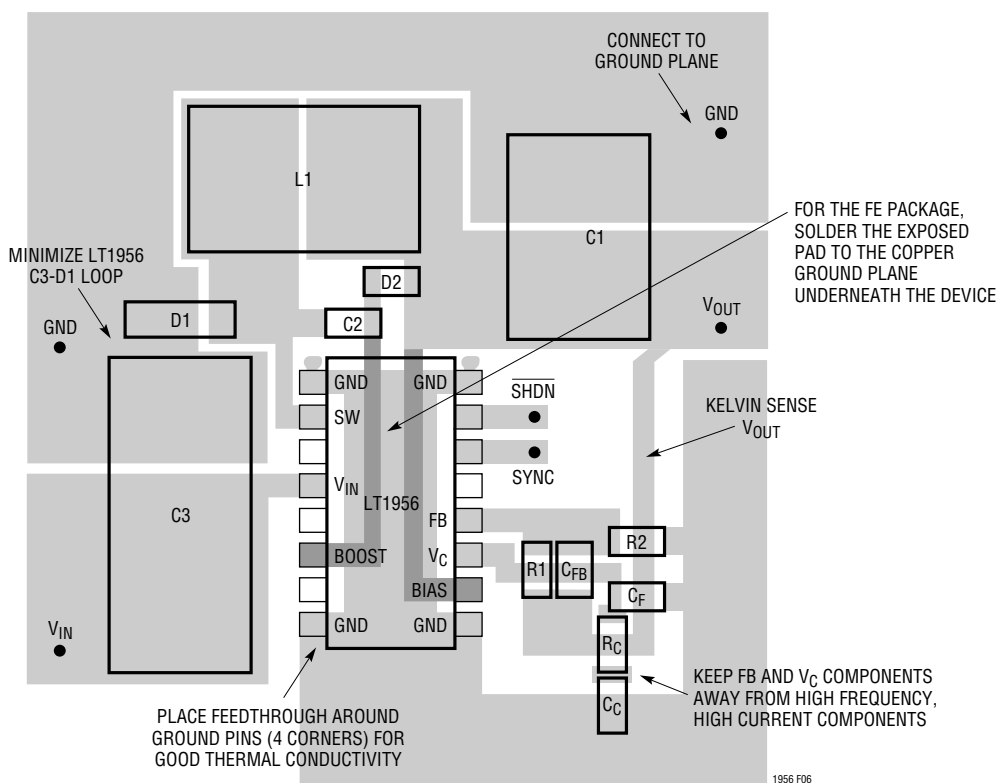 CONNECT TO
GROUND PLANE
GND
L1
FOR THE FE PACKAGE,
SOLDER THE EXPOSED
PAD TO THE COPPER
GROUND PLANE
UNDERNEATH THE DEVICE
C1
MINIMIZE LT1956
C3-D1 LOOP
D2
GND
D1
C2
VOUT
GND
GND
SHDN
SW
KELVIN SENSE
VOUT
SYNC
VIN
LT1956
C3
FB
R2
BOOST
VC
R1
CFB
BIAS
CF
VIN
GND
GND
RC
KEEP FB AND VC COMPONENTS
AWAY FROM HIGH FREQUENCY,
HIGH CURRENT COMPONENTS
CC
PLACE FEEDTHROUGH AROUND
GROUND PINS (4 CORNERS) FOR
GOOD THERMAL CONDUCTIVITY
1956 F06